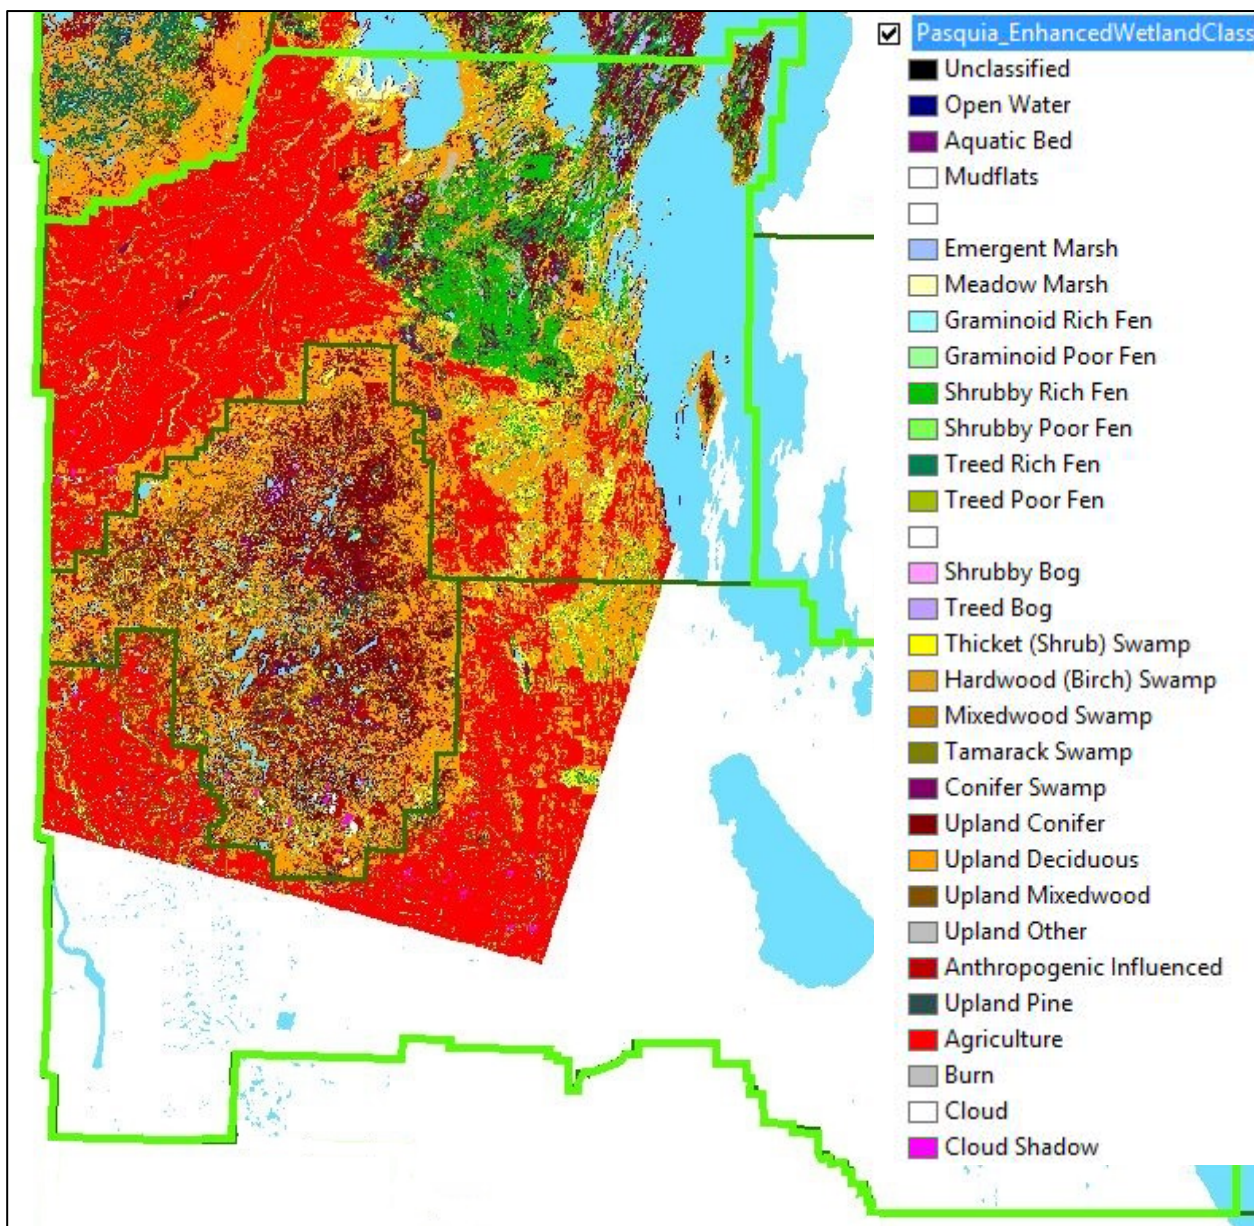 Pasquia_EnhancedWetlandClass
Unclassified
Open Water
Aquatic Bed
Mudflats
Emergent Marsh
Meadow Marsh
Graminoid Rich Fen
Graminoid Poor Fen
Shrubby Rich Fen
Shrubby Poor Fen
Treed Rich Fen
Treed Poor Fen
Shrubby Bog
Treed Bog
Thicket (Shrub) Swamp
Hardwood (Birch) Swamp
Mixedwood Swamp
Tamarack Swamp
Conifer Swamp
Upland Conifer
Upland Deciduous
Upland Mixedwood
Upland Other
Anthropogenic Influenced
Upland Pine
Agriculture
Burn
Cloud
Cloud Shadow